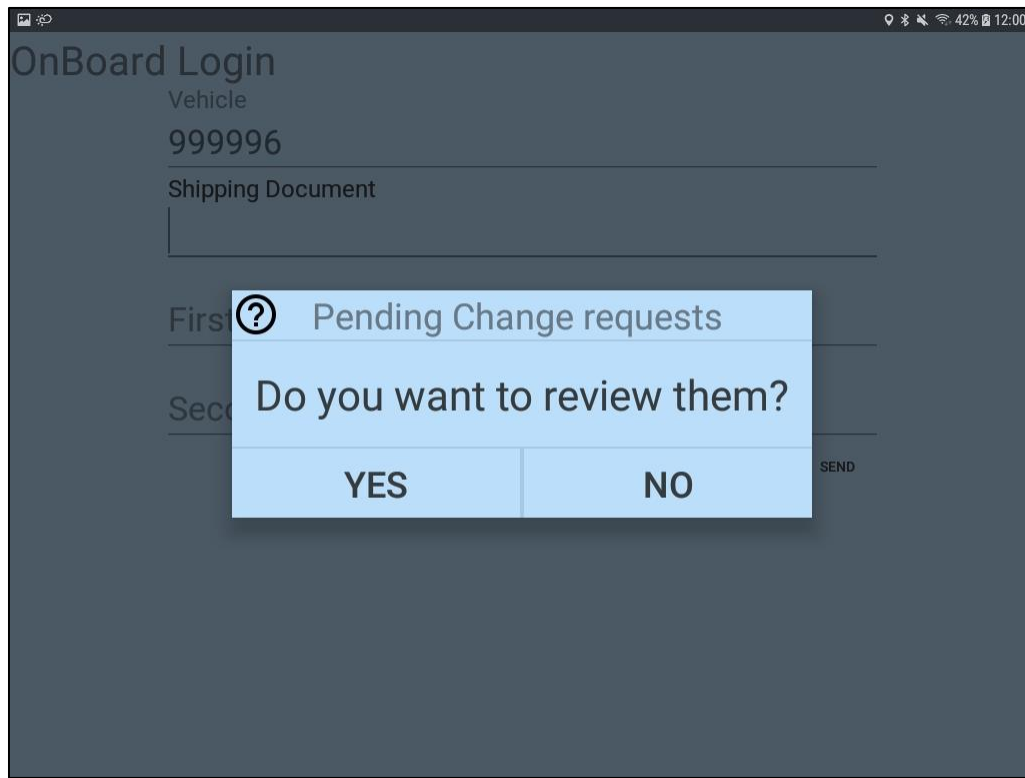 42% 12:00
OnBoard Login
Vehicle
999996
Shipping Document
First
Pending Change requests
Do you want to review them?
YES
NO
SEND